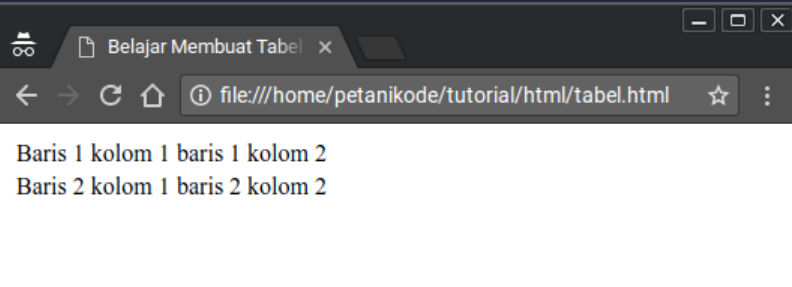 Belajar Membuat Tabel
file:///home/petanikode/tutorial/html/tabel.html
Baris 1 kolom 1 baris 1 kolom 2
Baris 2 kolom 1 baris 2 kolom 2